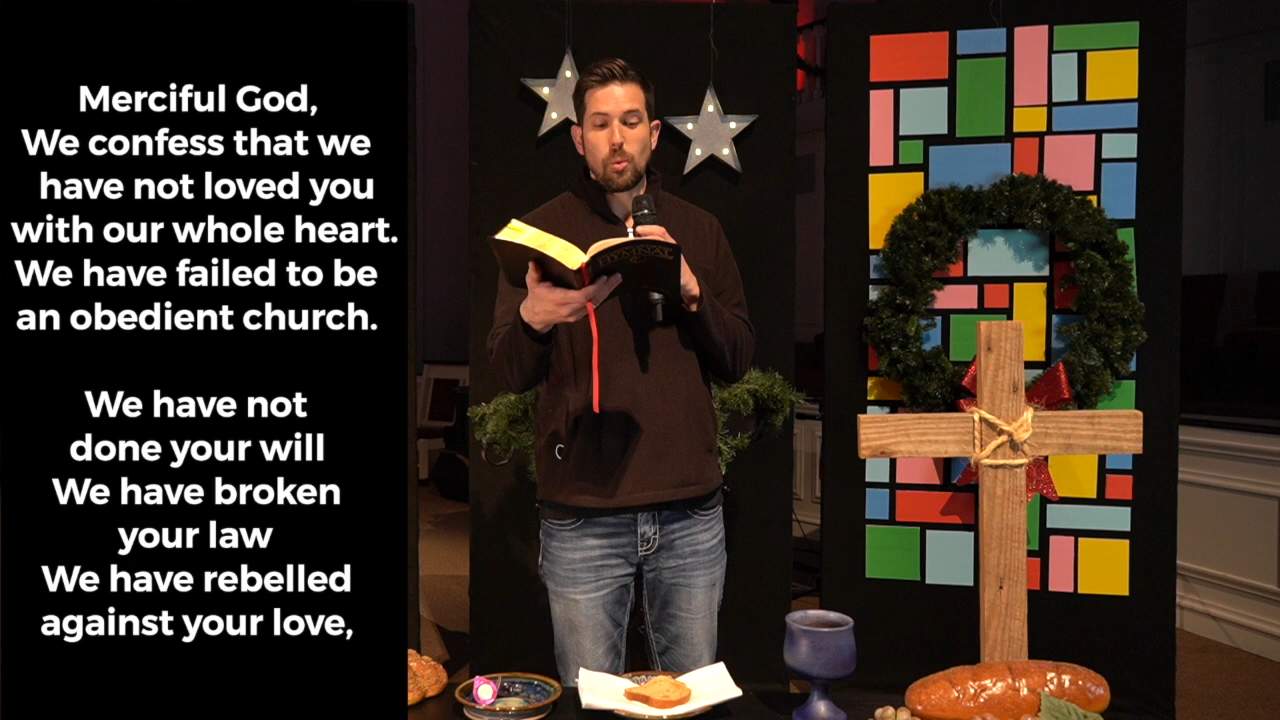 Merciful God,
We confess that we
have not loved you
with our whole heart.
We have failed to be
an obedient church.
We have not
done your will
We have broken
your law
We have rebelled
against your love,
HYMNAL